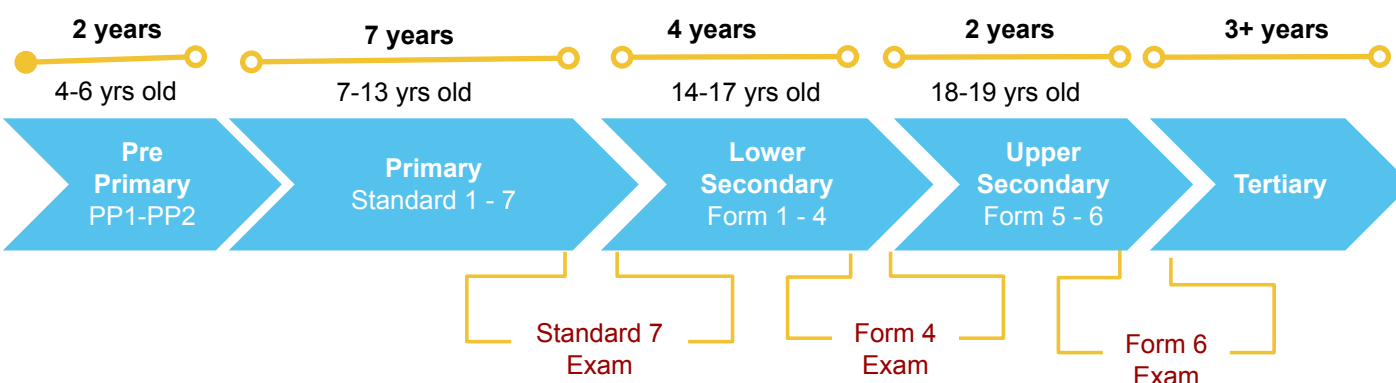 2 years
7 years
4 years
2 years
3+ years
4-6 yrs old
7-13 yrs old
14-17 yrs old
18-19 yrs old
Pre
Primary
PP1-PP2
Primary
Standard 1 - 7
Lower
Secondary
Form 1 - 4
Upper
Secondary
Form 5 - 6
Tertiary
Standard 7
Exam
Form 4
Exam
Form 6
Exam